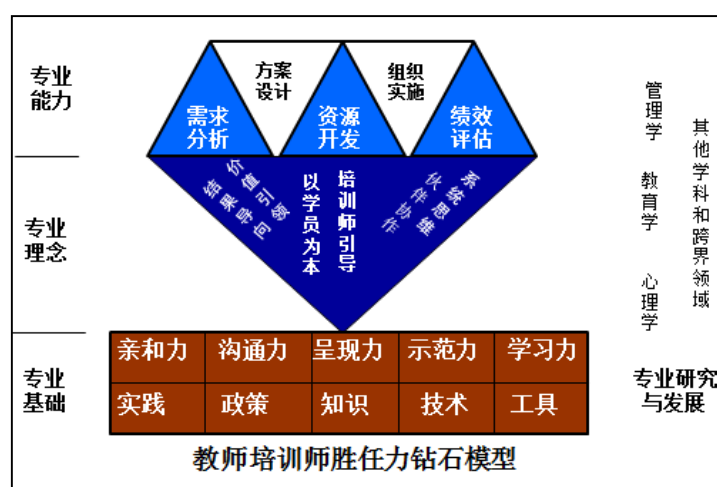 专业
能力
方案
设计
组织
实施
需求
分析
资源
开发
绩效
评估
专业
理念
价值引领
结果导向
培训师引导
以学员为本
系统思维
伙伴协作
专业
基础
亲和力 沟通力 呈现力 示范力 学习力
实践 政策 知识 技术 工具
管理学 教育学 心理学
其他学科和跨界领域
专业研究
与发展
教师培训师胜任力钻石模型